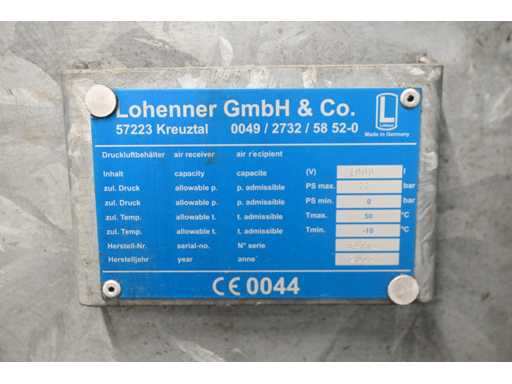 Lohenner GmbH & Co.
57223 Kreuztal 0049 / 2732 / 58 52-0
Made in Germany
Druckluftbehälter air receiver air recipient
Inhalt capacity capacite (V) l
zul. Druck allowable p. p. admissible PS max. bar
zul. Druck allowable p. p. admissible PS min. 0 bar
zul. Temp. allowable t. t. admissible Tmax. 50 °C
zul. Temp. allowable t. t. admissible Tmin. -10 °C
Herstell-Nr. serial-no. N° serie
Herstelljahr year anne
CE 0044